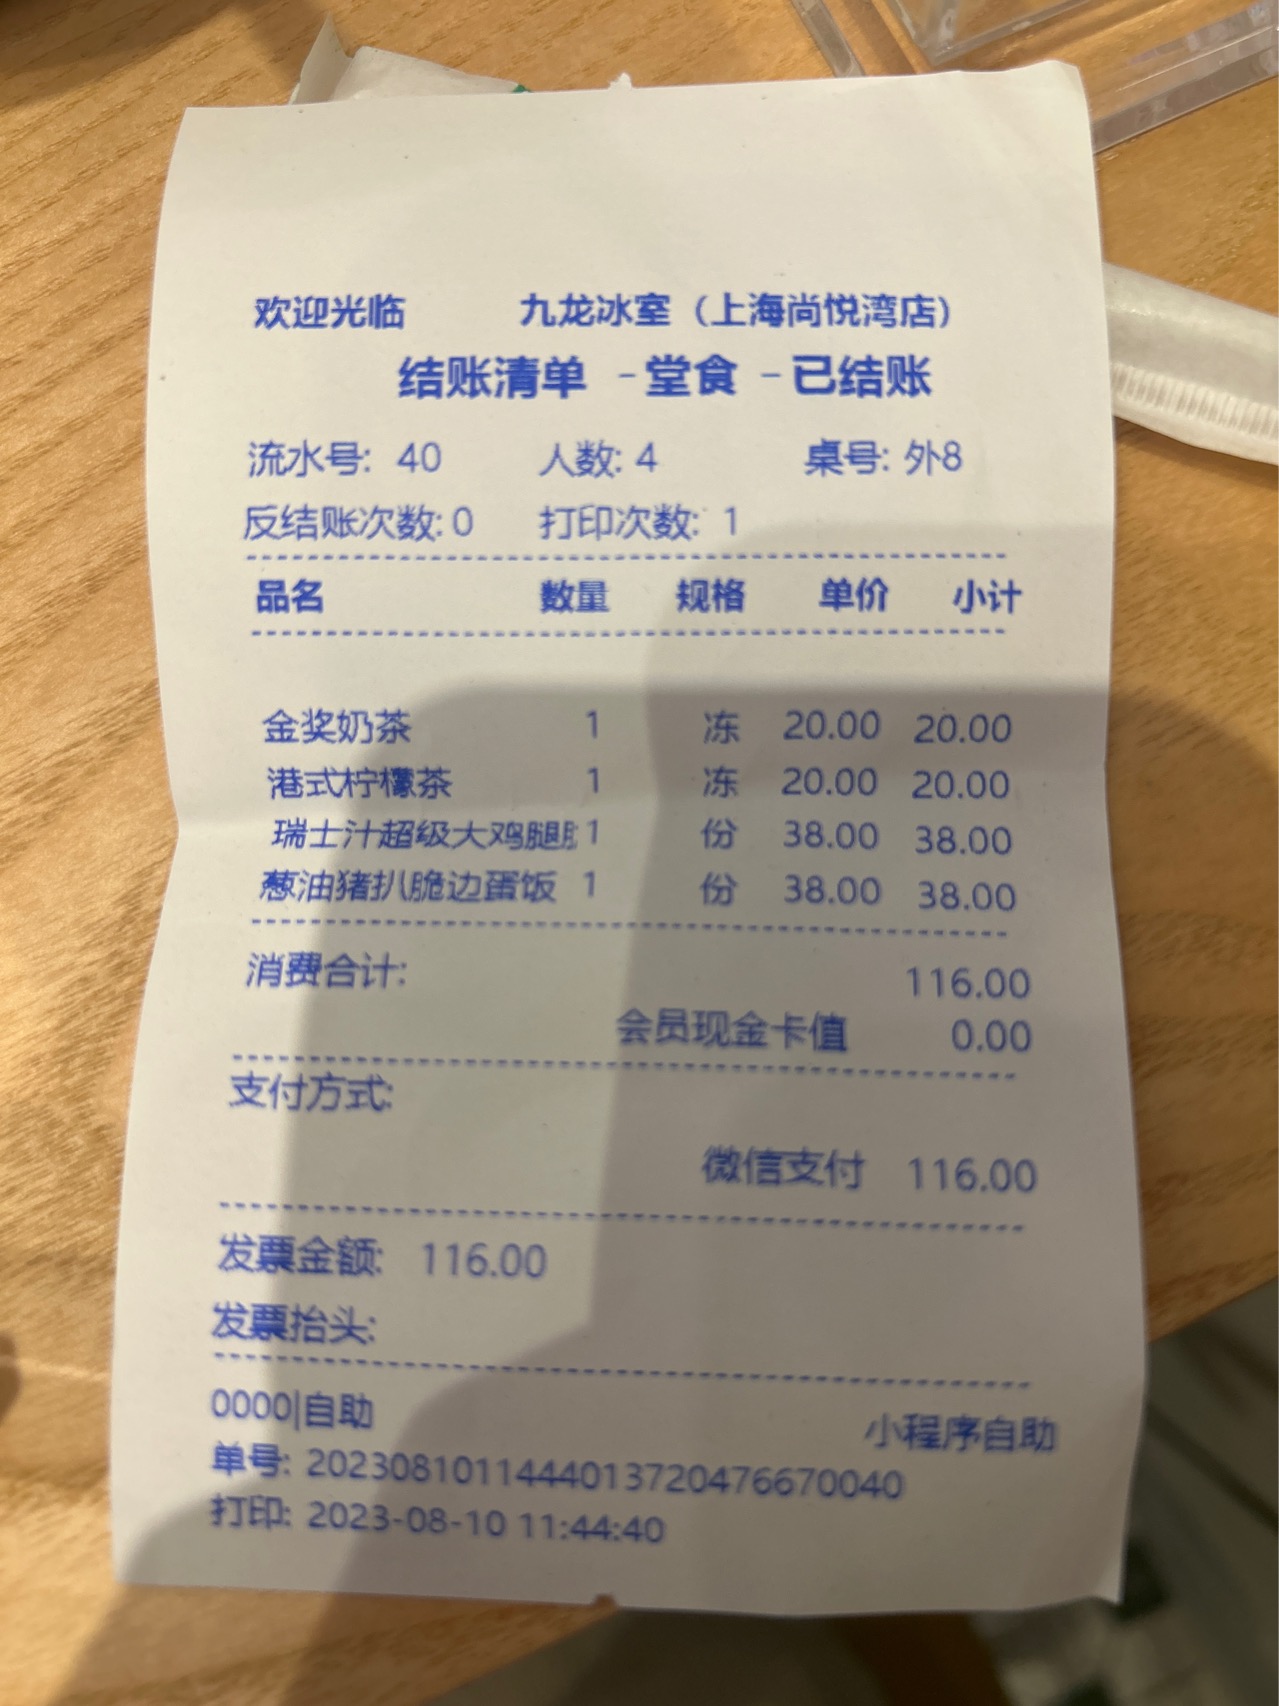 欢迎光临 九龙冰室（上海尚悦湾店）
结账清单 -堂食 -已结账
流水号: 40 人数: 4 桌号: 外8
反结账次数: 0 打印次数: 1
品名 数量 规格 单价 小计
金奖奶茶 1 冻 20.00 20.00
港式柠檬茶 1 冻 20.00 20.00
瑞士汁超级大鸡腿 1 份 38.00 38.00
葱油猪扒脆边蛋饭 1 份 38.00 38.00
消费合计: 116.00
会员现金卡值 0.00
支付方式:
微信支付 116.00
发票金额: 116.00
发票抬头:
0000|自助 小程序自助
单号: 2023081011444013720476670040
打印: 2023-08-10 11:44:40